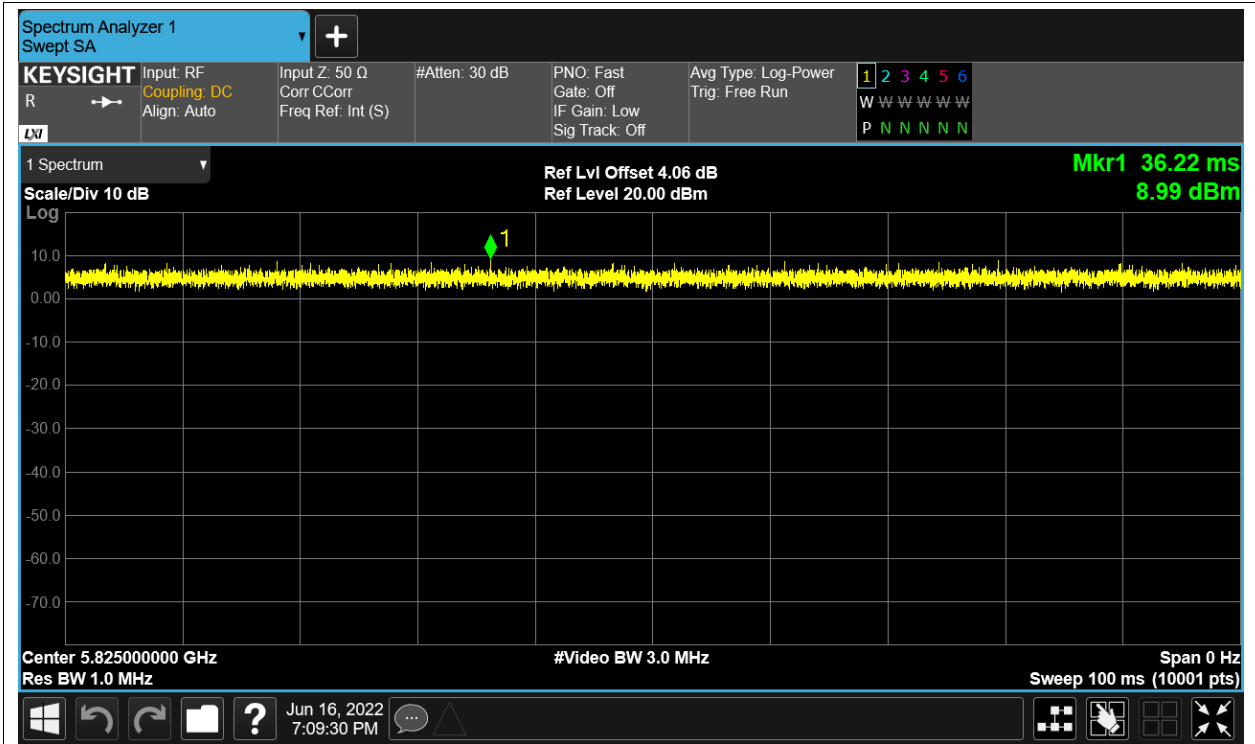 Spectrum Analyzer 1
Swept SA
KEYSIGHT
R
LXI
Input: RF
Coupling: DC
Align: Auto
Input Z: 50 Ω
Corr CCorr
Freq Ref: Int (S)
#Atten: 30 dB
PNO: Fast
Gate: Off
IF Gain: Low
Sig Track: Off
Avg Type: Log-Power
Trig: Free Run
1 2 3 4 5 6
W W W W W W
P N N N N N
1 Spectrum
Scale/Div 10 dB
Log
Ref Lvl Offset 4.06 dB
Ref Level 20.00 dBm
Mkr1 36.22 ms
8.99 dBm
1
10.0
0.00
-10.0
-20.0
-30.0
-40.0
-50.0
-60.0
-70.0
Center 5.825000000 GHz
Res BW 1.0 MHz
#Video BW 3.0 MHz
Span 0 Hz
Sweep 100 ms (10001 pts)
?
Jun 16, 2022
7:09:30 PM